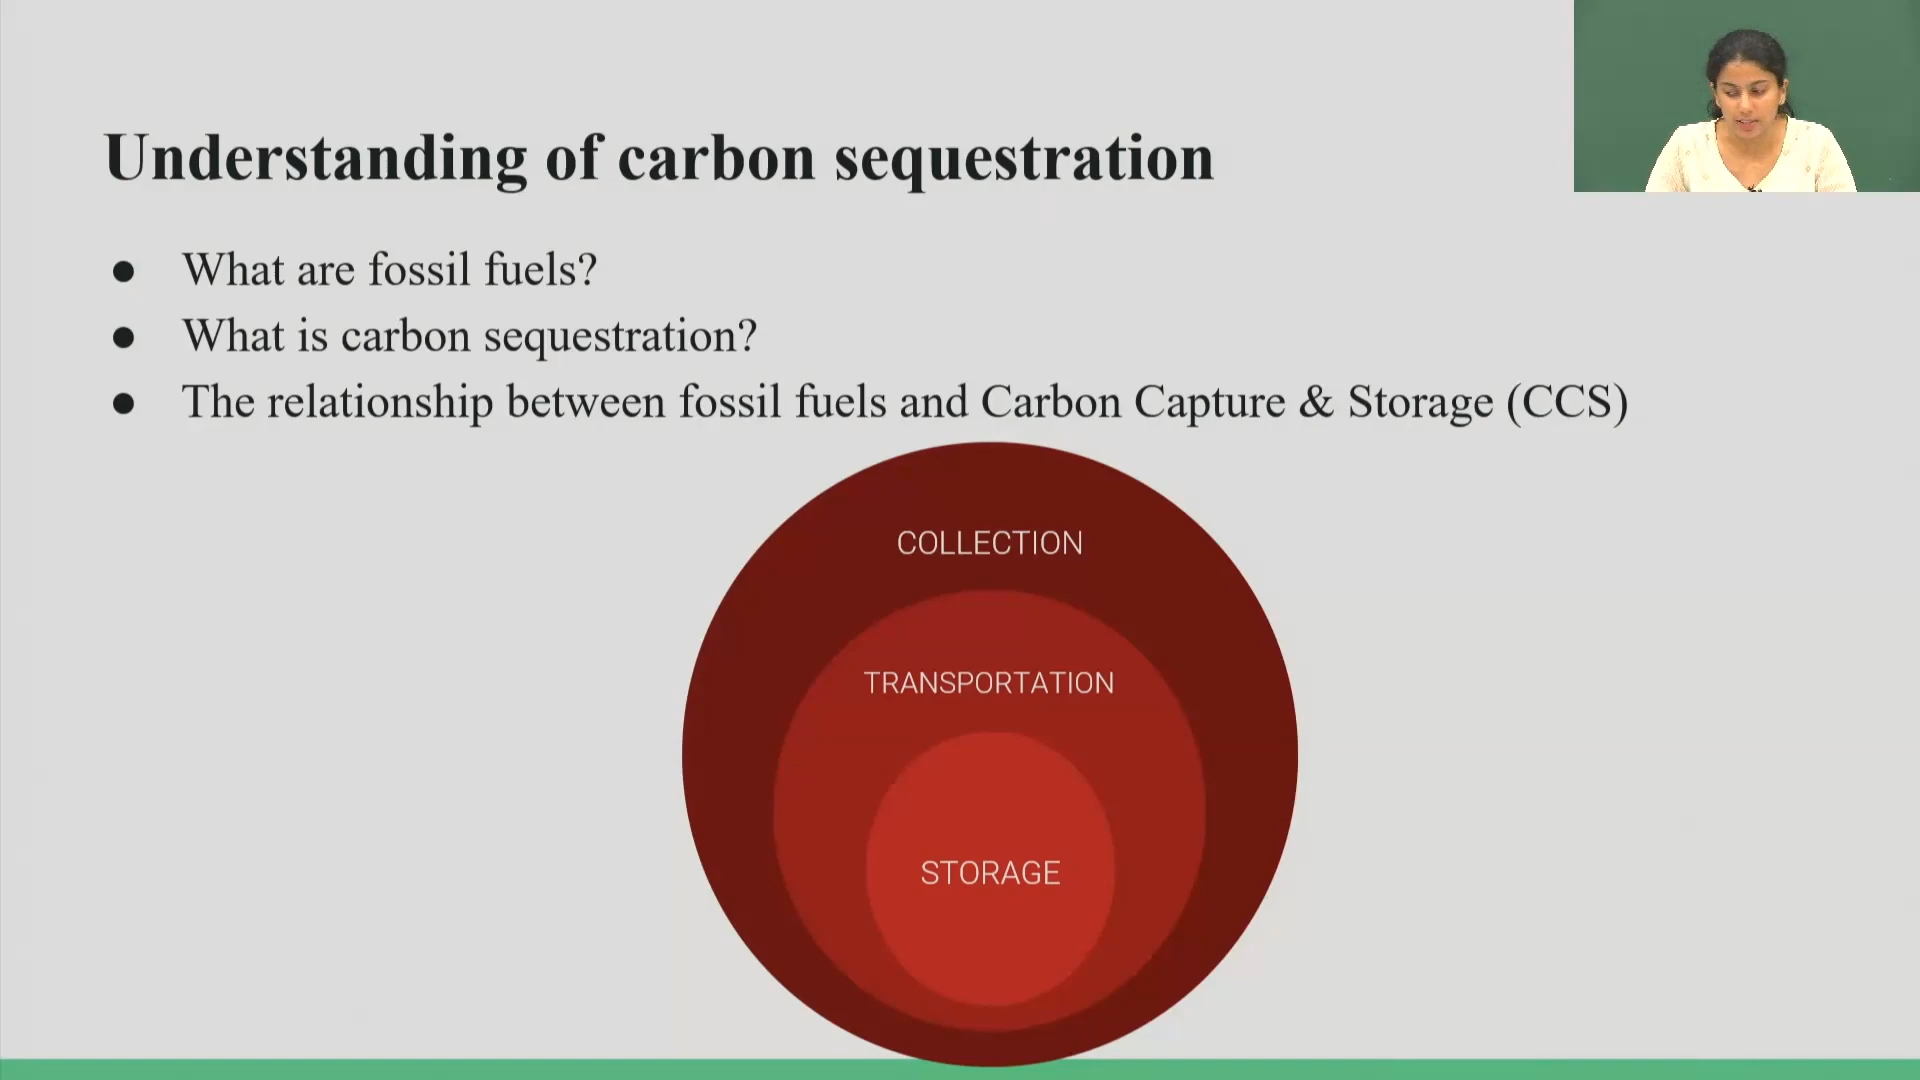 Understanding of carbon sequestration
● What are fossil fuels?
● What is carbon sequestration?
● The relationship between fossil fuels and Carbon Capture & Storage (CCS)
COLLECTION
TRANSPORTATION
STORAGE